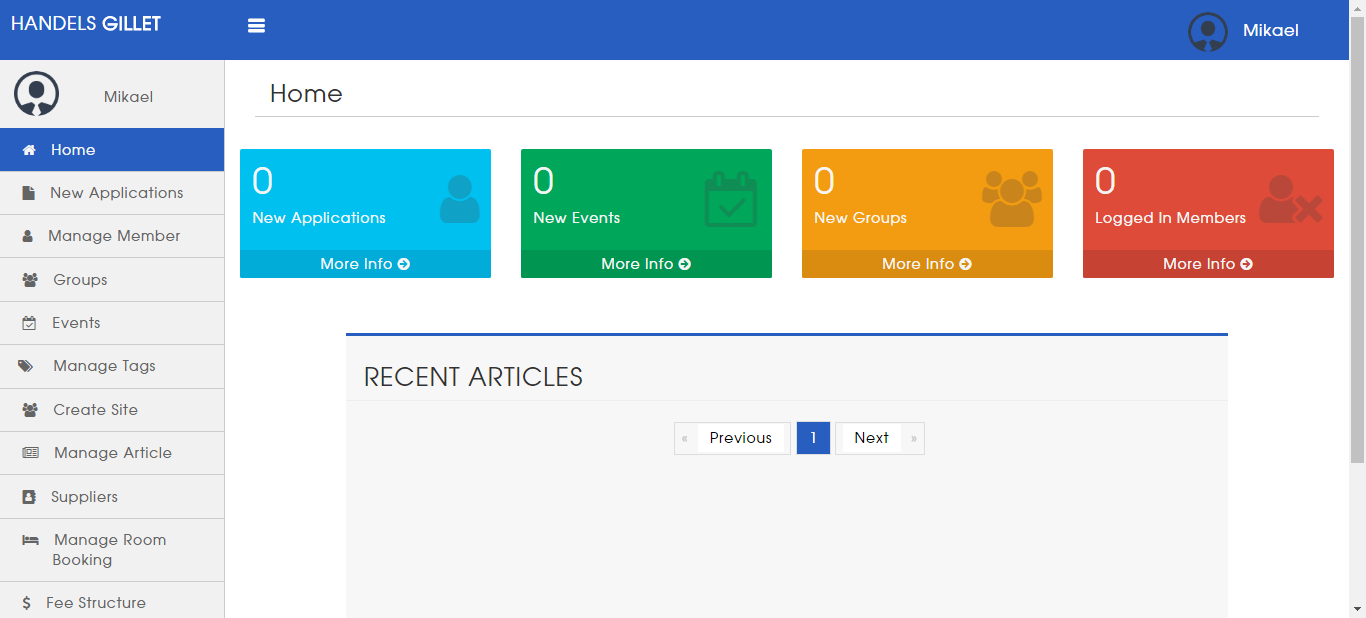 HANDELS GILLET
Mikael
Mikael
Home
New Applications
Manage Member
Groups
Events
Manage Tags
Create Site
Manage Article
Suppliers
Manage Room
Booking
Fee Structure
Home
0
New Applications
More Info
0
New Events
More Info
0
New Groups
More Info
0
Logged In Members
More Info
RECENT ARTICLES
« Previous 1 Next »